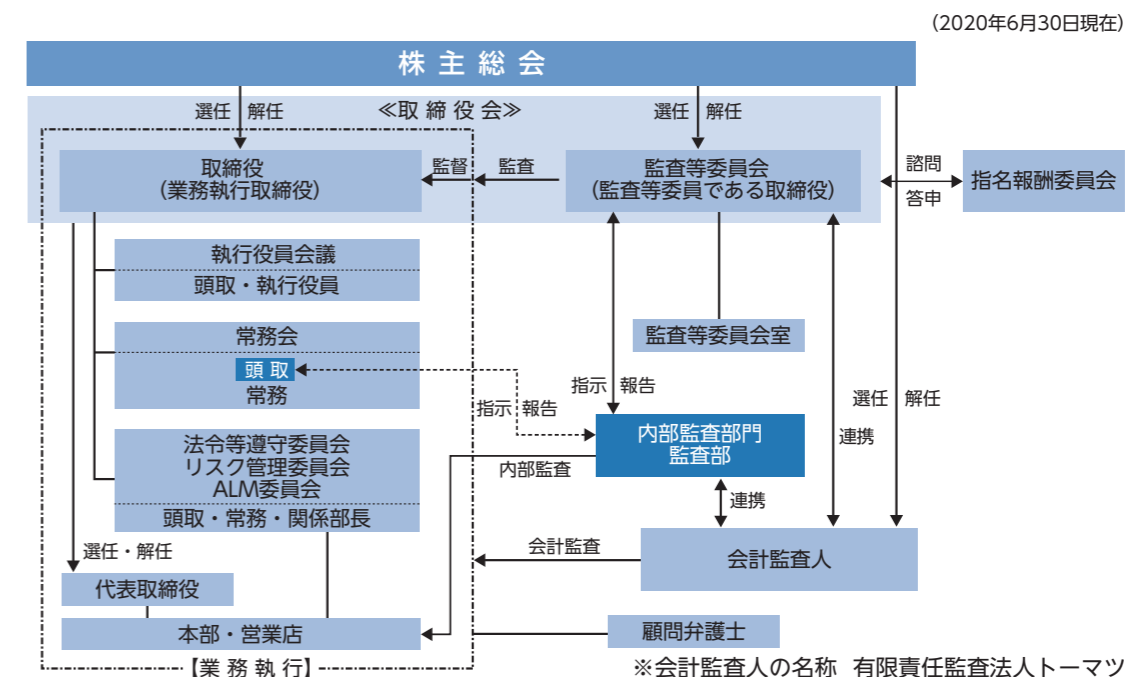 （2020年6月30日現在）
株 主 総 会
選任 解任
≪取 締 役 会≫
選任 解任
取締役
（業務執行取締役）
監督
監査
監査等委員会
（監査等委員である取締役）
諮問
答申
指名報酬委員会
執行役員会議
頭取・執行役員
監査等委員会室
常務会
頭 取
常務
指示 報告
指示 報告
選任 解任
連携
内部監査部門
監査部
内部監査
法令等遵守委員会
リスク管理委員会
ALM委員会
頭取・常務・関係部長
連携
選任・解任
会計監査
会計監査人
代表取締役
本部・営業店
顧問弁護士
【業 務 執 行】
※会計監査人の名称 有限責任監査法人トーマツ